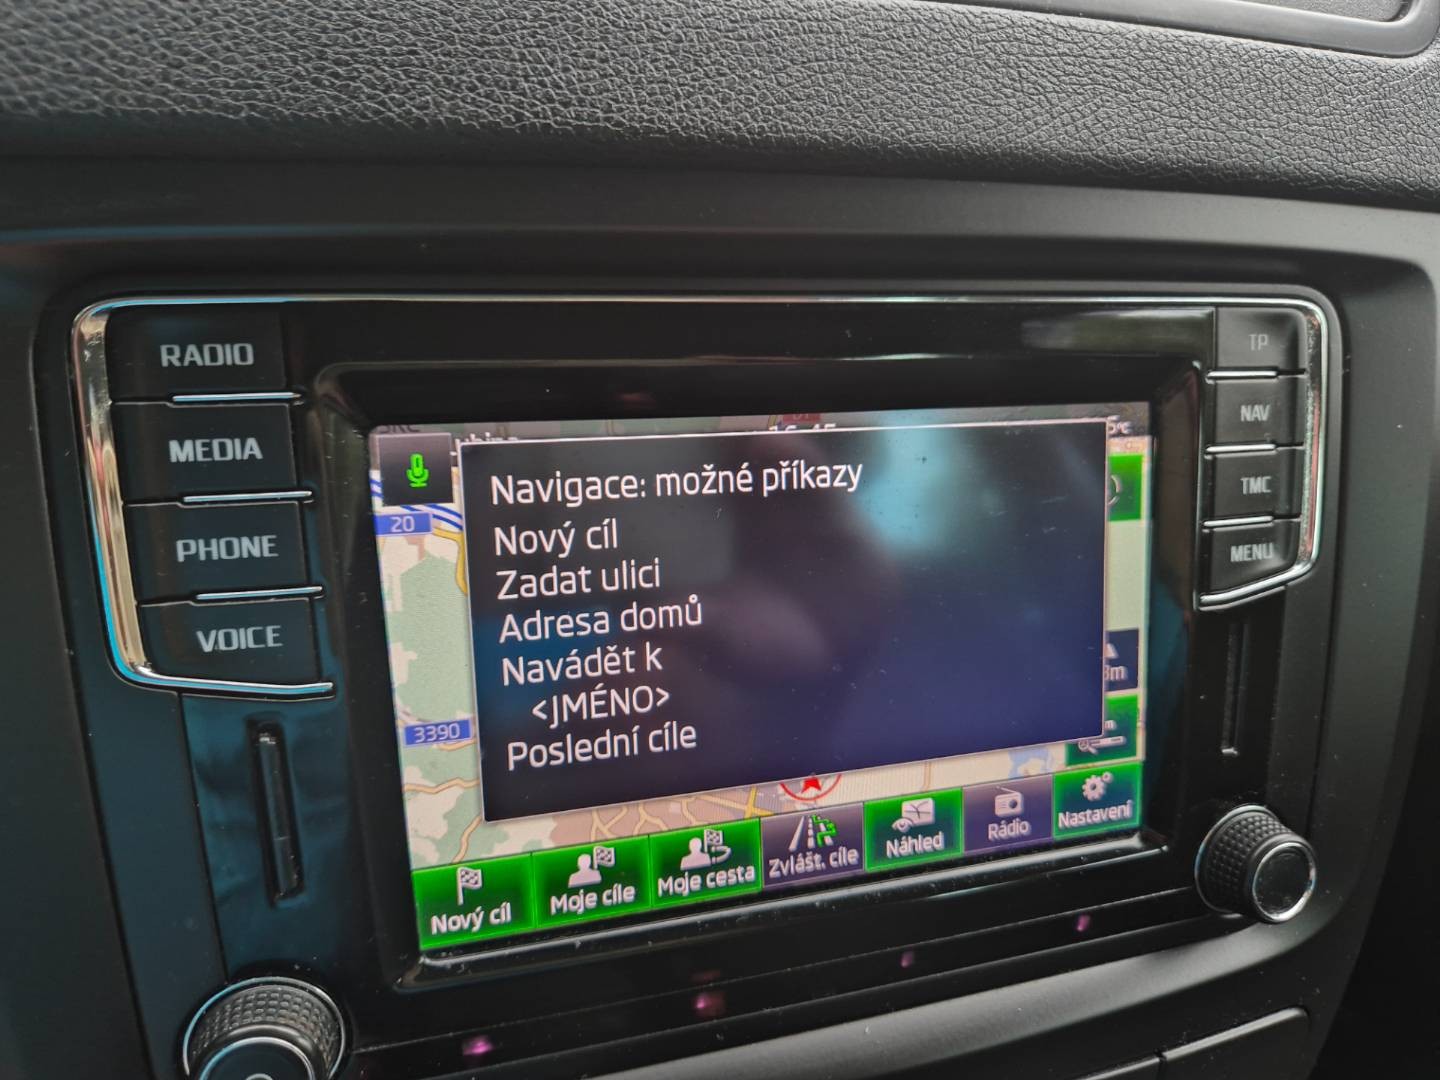 RADIO
MEDIA
PHONE
VOICE
TP
NAV
TMC
MENU
20
3390
Navigace: možné příkazy
Nový cíl
Zadat ulici
Adresa domů
Navádět k
<JMÉNO>
Poslední cíle
Nový cíl
Moje cíle
Moje cesta
Zvlášt. cíle
Náhled
Rádio
Nastavení